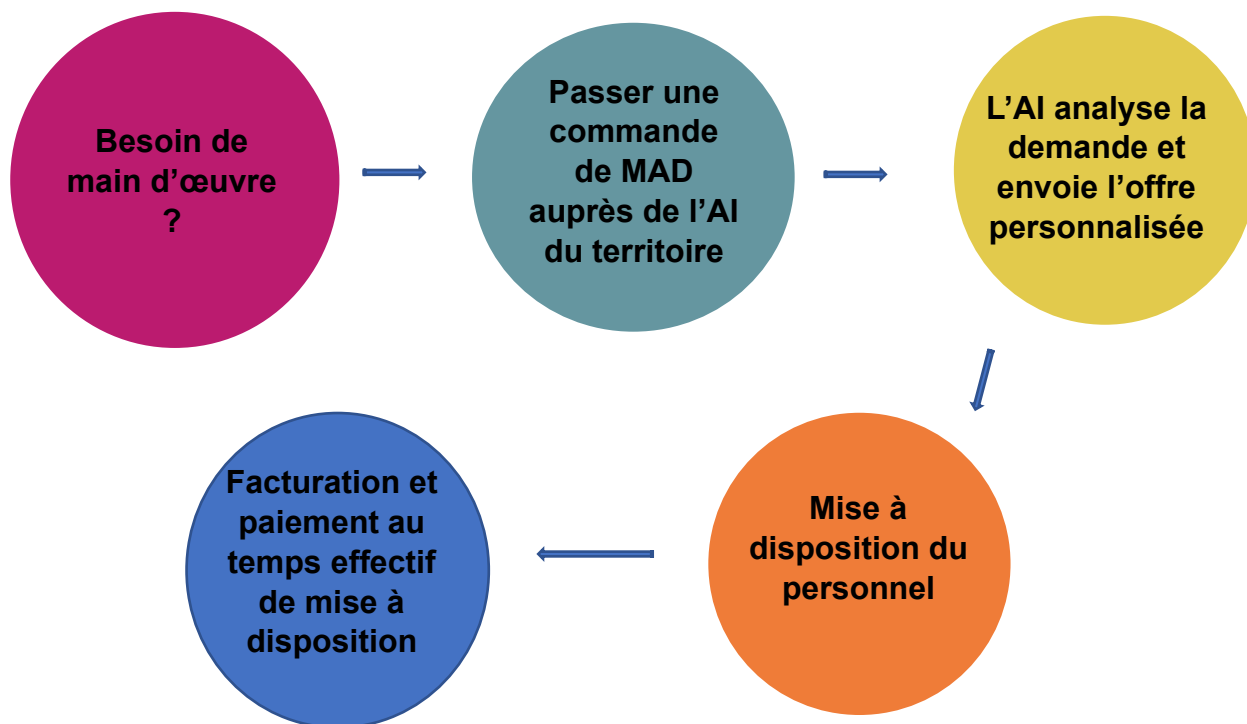 Besoin de
main d’œuvre
?
Passer une
commande
de MAD
auprès de l’AI
du territoire
L’AI analyse la
demande et
envoie l’offre
personnalisée
Mise à
disposition du
personnel
Facturation et
paiement au
temps effectif
de mise à
disposition